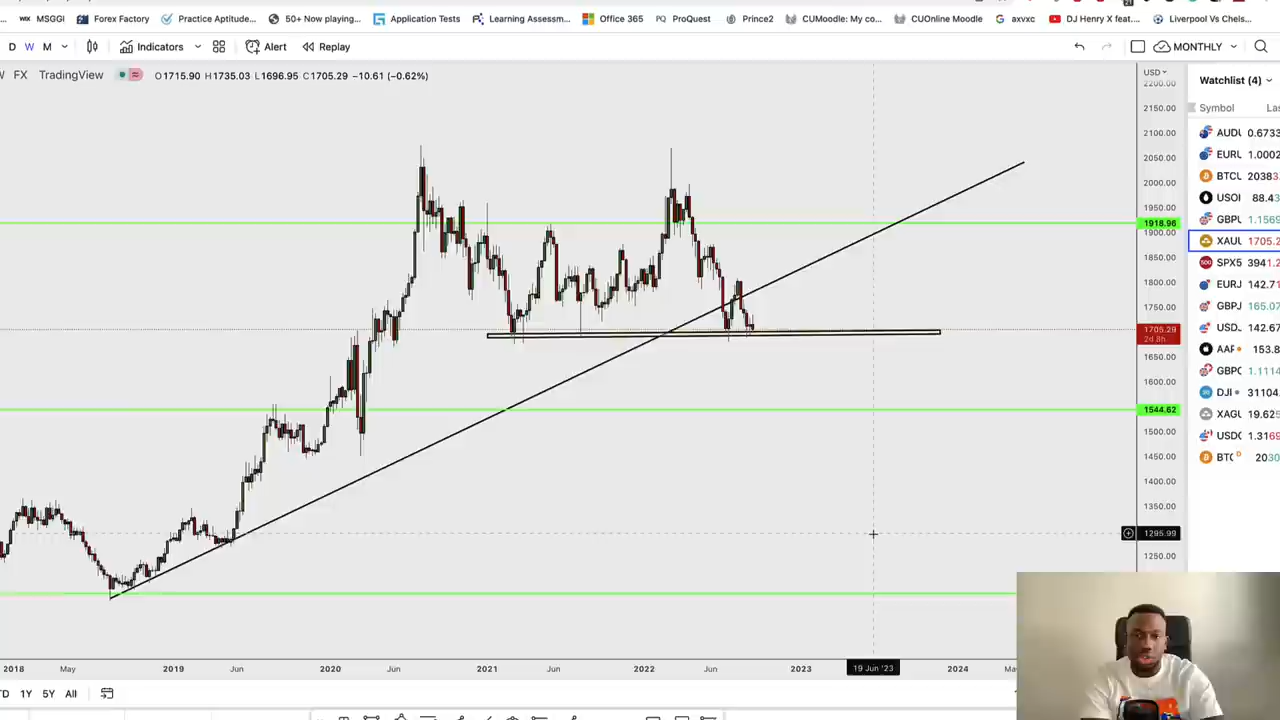 MSGGI Forex Factory Practice Aptitude... 50+ Now playing... Application Tests Learning Assessm... Office 365 ProQuest Prince2 CUMoodle: My co... CUOnline Moodle axvxc DJ Henry X feat.... Liverpool Vs Chels...
D W M Indicators Alert Replay MONTHLY
FX TradingView O1715.90 H1735.03 L1696.95 C1705.29 −10.61 (−0.62%)
USD
Watchlist (4)
Symbol
2200.00
2150.00
2100.00
2050.00
2000.00
1950.00
1918.96
1900.00
1850.00
1800.00
1750.00
1705.29
2d 8h
1650.00
1600.00
1544.62
1500.00
1450.00
1400.00
1350.00
1295.99
1250.00
AUDU 0.6733
EURU 1.0002
BTCU 20383
USOI 88.43
GBPU 1.1569
XAUU 1705.2
SPX5 3941.2
EURJ 142.71
GBPJ 165.07
USDJ 142.67
AAP 153.8
GBPC 1.1114
DJI 31104
XAGU 19.625
USDC 1.3169
BTC D 2030
2018 May 2019 Jun 2020 Jun 2021 Jun 2022 Jun 2023 19 Jun '23 2024
1Y 5Y All